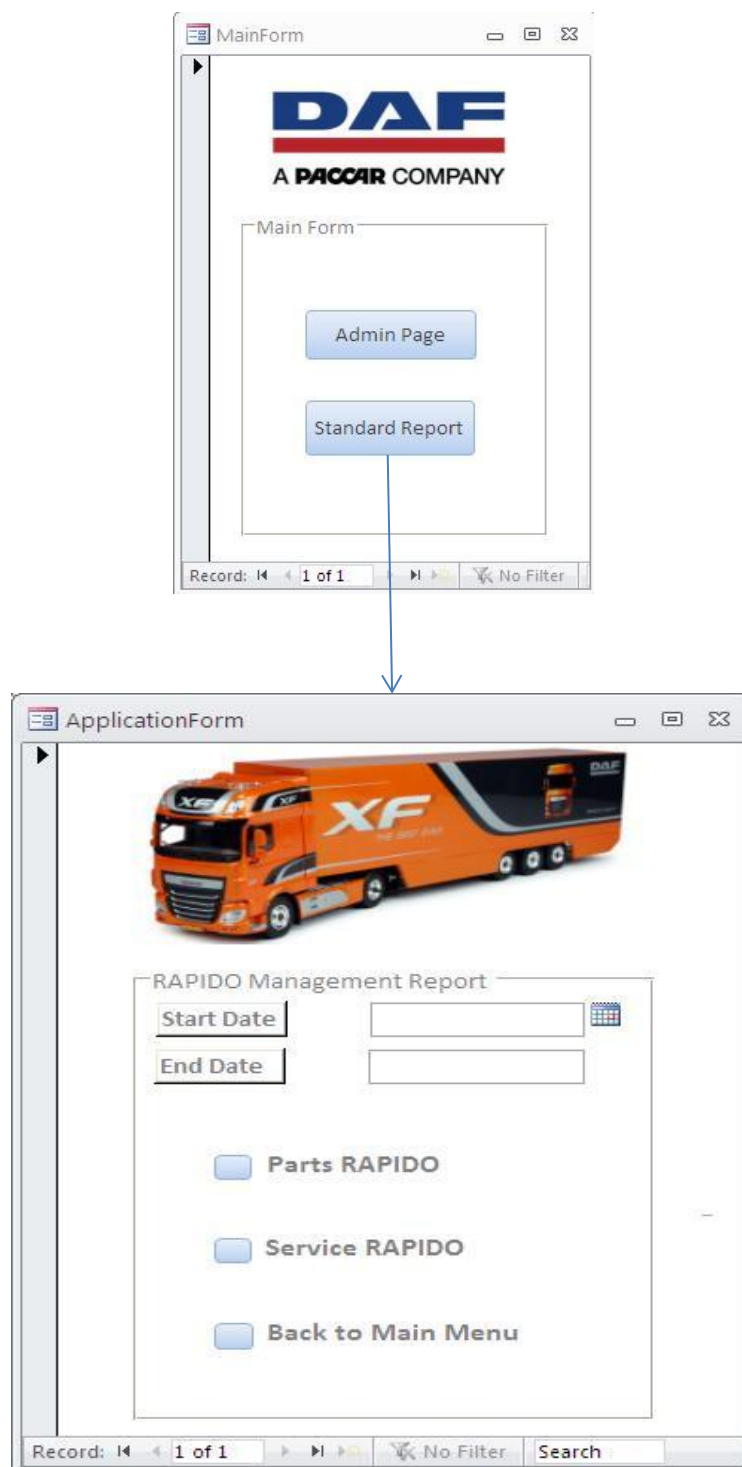 MainForm
DAF
A PACCAR COMPANY
Main Form
Admin Page
Standard Report
Record: 1 of 1 No Filter
ApplicationForm
XF XF
XF
DAF
RAPIDO Management Report
Start Date
End Date
Parts RAPIDO
Service RAPIDO
Back to Main Menu
Record: 1 of 1 No Filter Search